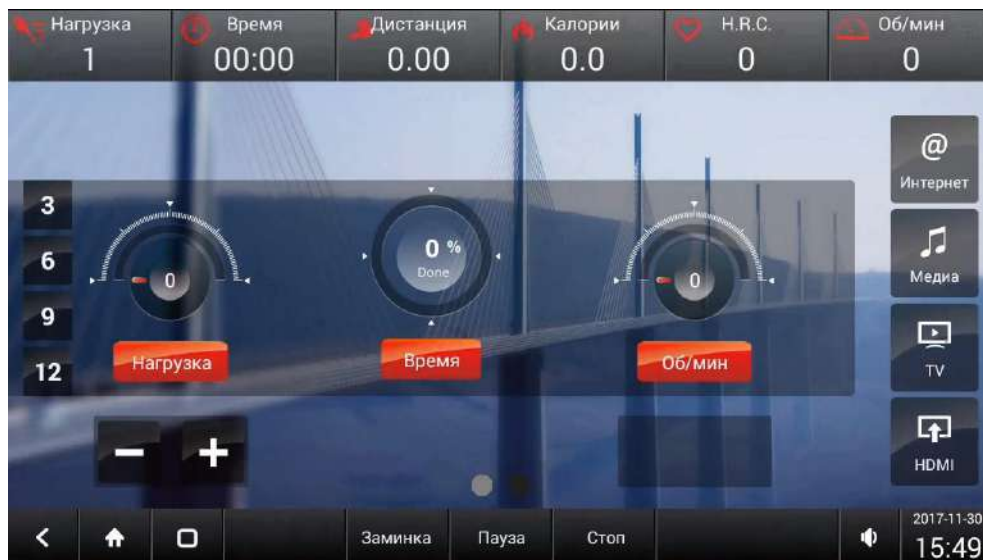 Нагрузка Время Дистанция Калории H.R.C. Об/мин
1 00:00 0.00 0.0 0 0
@
Интернет
3
6
9
12
0
0 %
Done
0
Нагрузка Время Об/мин
Медиа
TV
HDMI
Заминка Пауза Стоп
2017-11-30
15:49